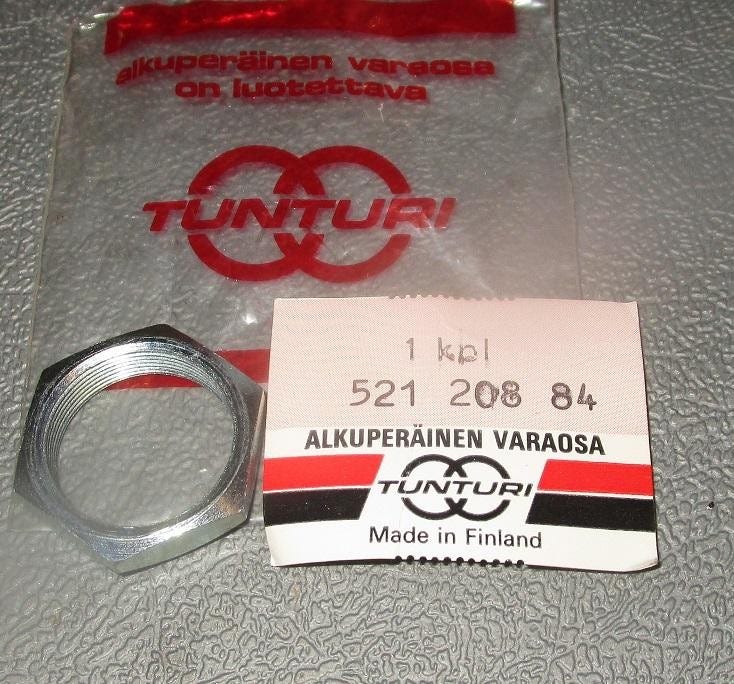 alkuperäinen varaosa
on luotettava
TUNTURI
1 kpl
521 208 84
ALKUPERÄINEN VARAOSA
TUNTURI
Made in Finland